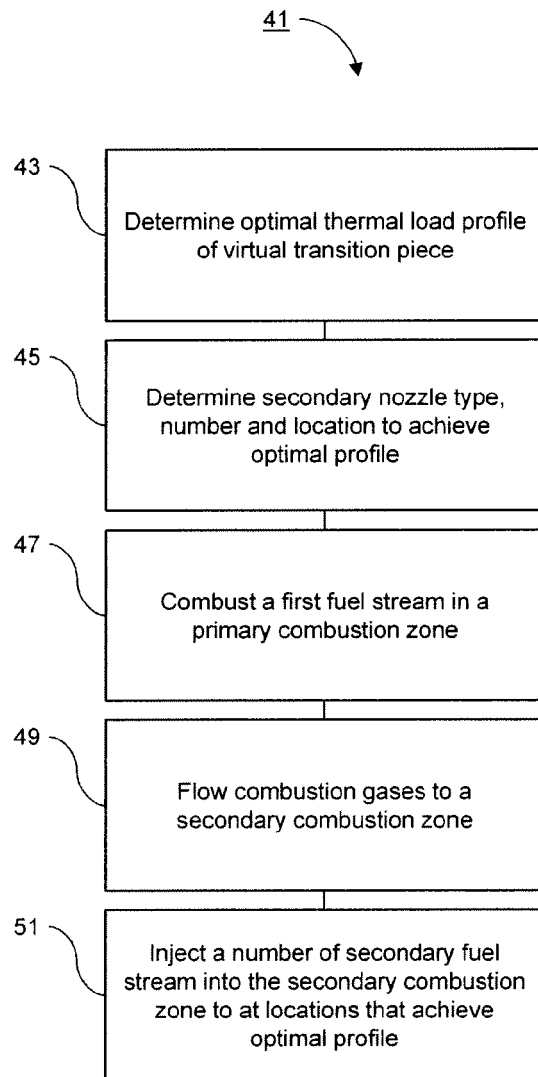 41
43
Determine optimal thermal load profile
of virtual transition piece
45
Determine secondary nozzle type,
number and location to achieve
optimal profile
47
Combust a first fuel stream in a
primary combustion zone
49
Flow combustion gases to a
secondary combustion zone
51
Inject a number of secondary fuel
stream into the secondary combustion
zone to at locations that achieve
optimal profile